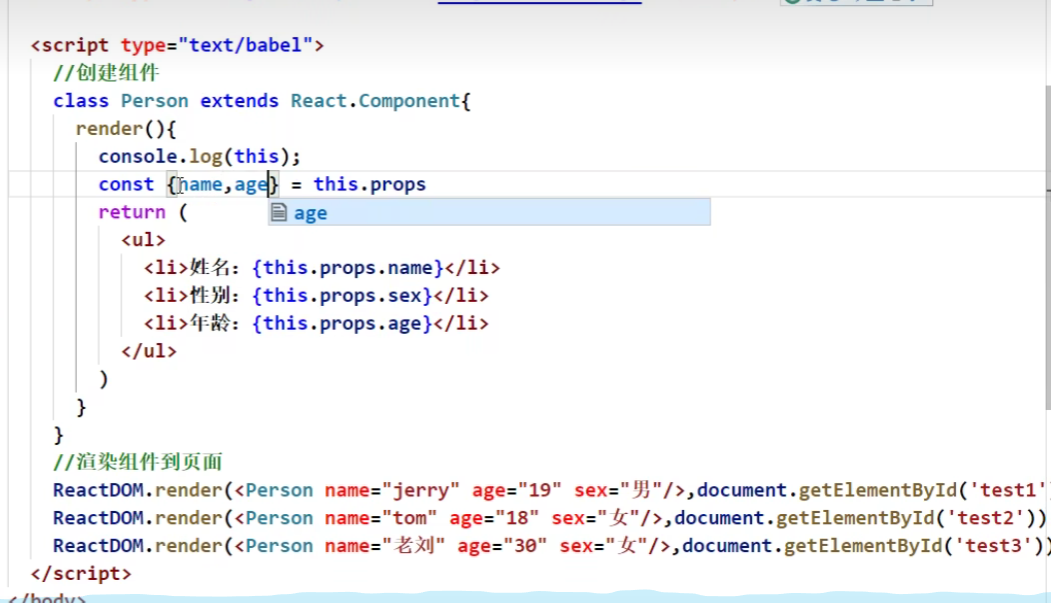 <script type="text/babel">
//创建组件
class Person extends React.Component{
render(){
console.log(this);
const {name,age} = this.props
age
return (
<ul>
<li>姓名：{this.props.name}</li>
<li>性别：{this.props.sex}</li>
<li>年龄：{this.props.age}</li>
</ul>
)
}
}
//渲染组件到页面
ReactDOM.render(<Person name="jerry" age="19" sex="男"/>,document.getElementById('test1'
ReactDOM.render(<Person name="tom" age="18" sex="女"/>,document.getElementById('test2'))
ReactDOM.render(<Person name="老刘" age="30" sex="女"/>,document.getElementById('test3'))
</script>
</body>